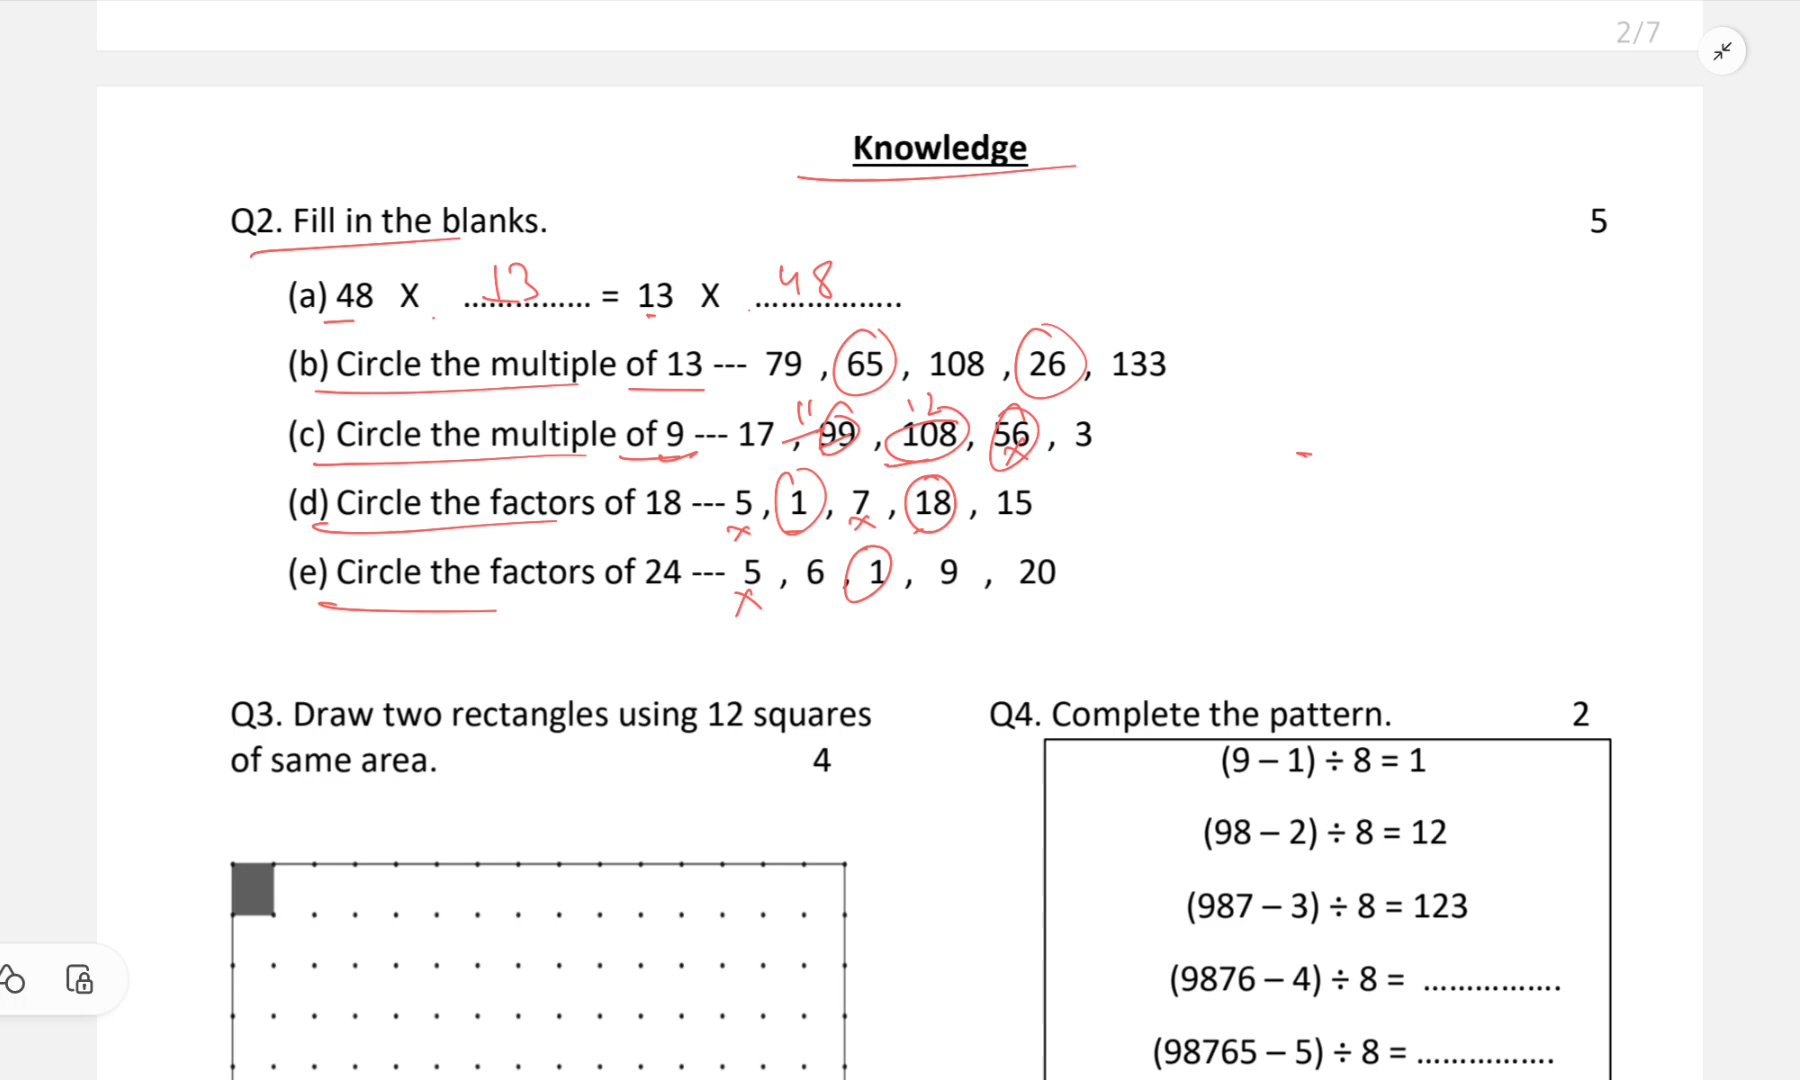 2/7
Knowledge
Q2. Fill in the blanks. 5
(a) 48 X ...13... = 13 X ...48...
(b) Circle the multiple of 13 --- 79 , 65 , 108 , 26 , 133
11 12
(c) Circle the multiple of 9 --- 17 , 99 , 108 , 56 , 3
(d) Circle the factors of 18 --- 5 , 1 , 7 , 18 , 15
(e) Circle the factors of 24 --- 5 , 6 , 1 , 9 , 20
Q3. Draw two rectangles using 12 squares
of same area. 4
Q4. Complete the pattern. 2
(9 – 1) ÷ 8 = 1
(98 – 2) ÷ 8 = 12
(987 – 3) ÷ 8 = 123
(9876 – 4) ÷ 8 = ................
(98765 – 5) ÷ 8 = ................